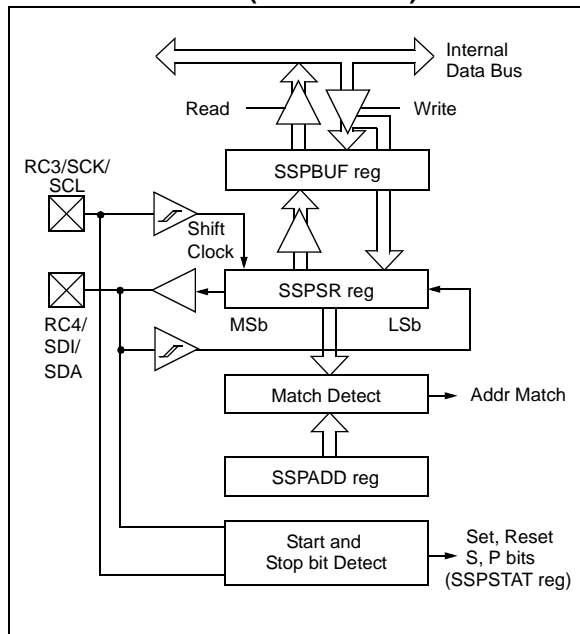 Internal
Data Bus
Read
Write
RC3/SCK/
SCL
SSPBUF reg
Shift
Clock
SSPSR reg
MSb
LSb
RC4/
SDI/
SDA
Match Detect
Addr Match
SSPADD reg
Start and
Stop bit Detect
Set, Reset
S, P bits
(SSPSTAT reg)